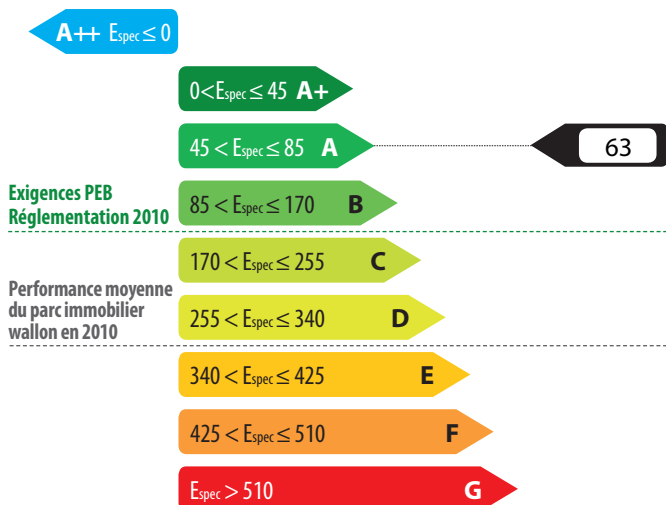 A++ Espec ≤ 0
0<Espec ≤ 45 A+
45 < Espec ≤ 85 A
63
Exigences PEB
Réglementation 2010
85 < Espec ≤ 170 B
170 < Espec ≤ 255 C
Performance moyenne
du parc immobilier
wallon en 2010
255 < Espec ≤ 340 D
340 < Espec ≤ 425 E
425 < Espec ≤ 510 F
Espec > 510 G